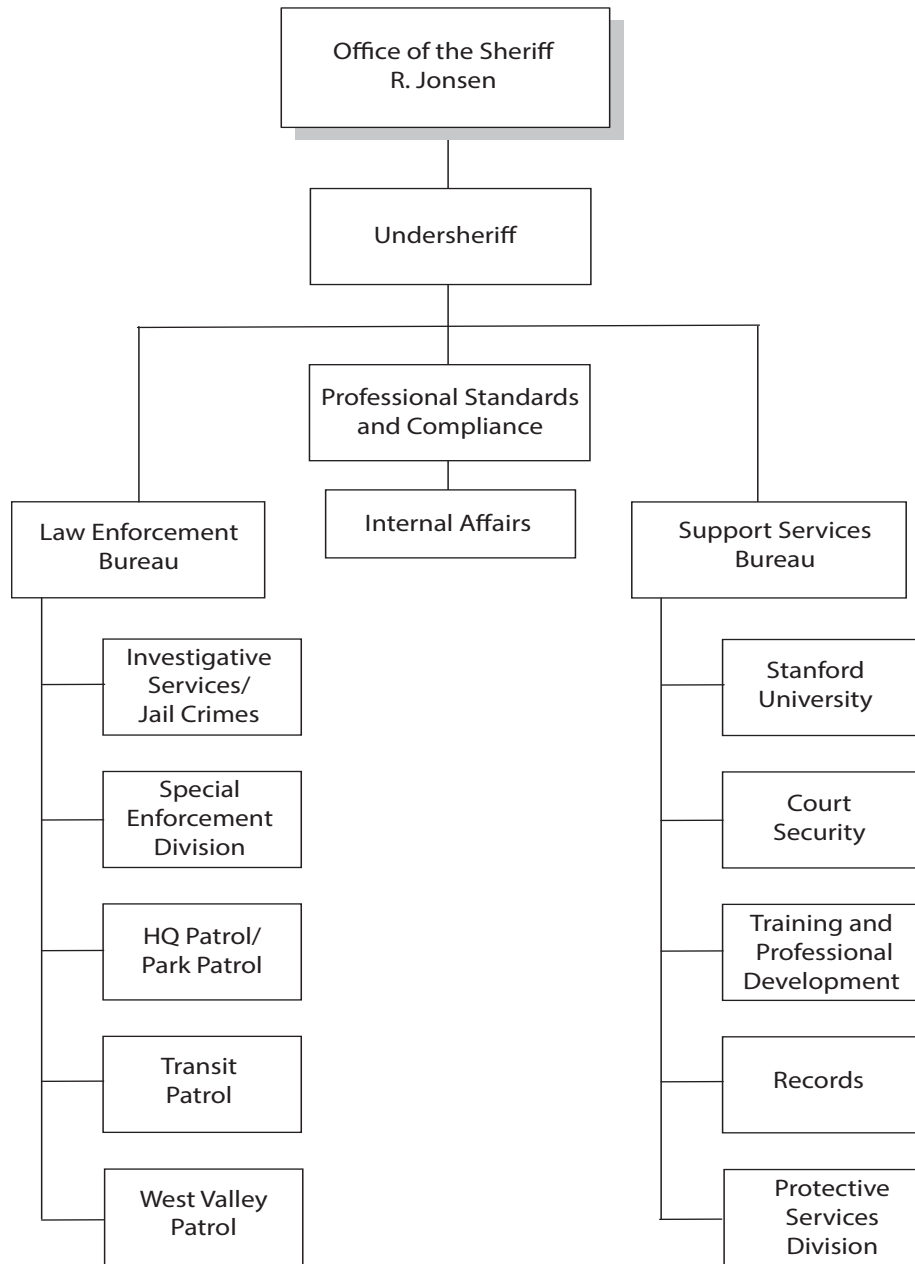 Office of the Sheriff
R. Jonsen
Undersheriff
Professional Standards
and Compliance
Internal Affairs
Law Enforcement
Bureau
Investigative
Services/
Jail Crimes
Special
Enforcement
Division
HQ Patrol/
Park Patrol
Transit
Patrol
West Valley
Patrol
Support Services
Bureau
Stanford
University
Court
Security
Training and
Professional
Development
Records
Protective
Services
Division